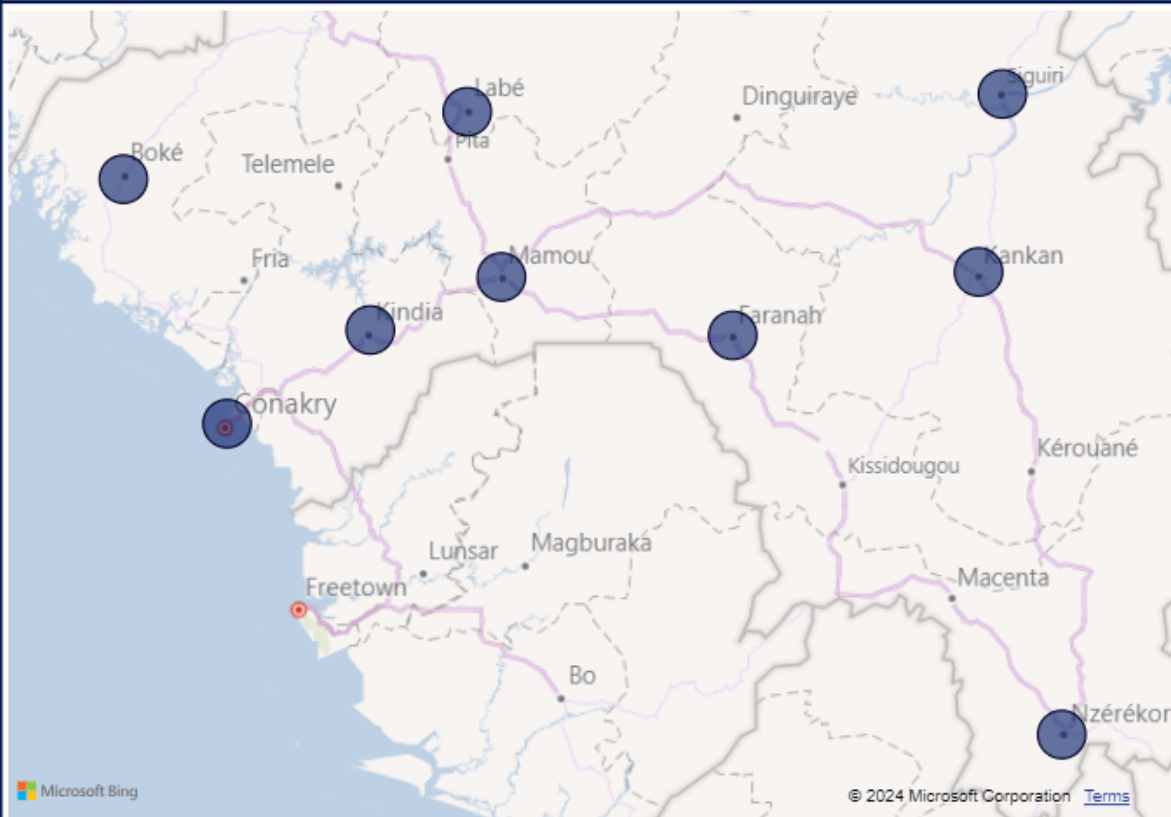 Labé
Siguiri
Dinguiraye
Pita
Boké
Telemele
Fria
Mamou
Kankan
Kindia
Faranah
Conakry
Kérouané
Kissidougou
Lunsar
Magburaka
Freetown
Macenta
Bo
Nzérékor
Microsoft Bing
© 2024 Microsoft Corporation Terms